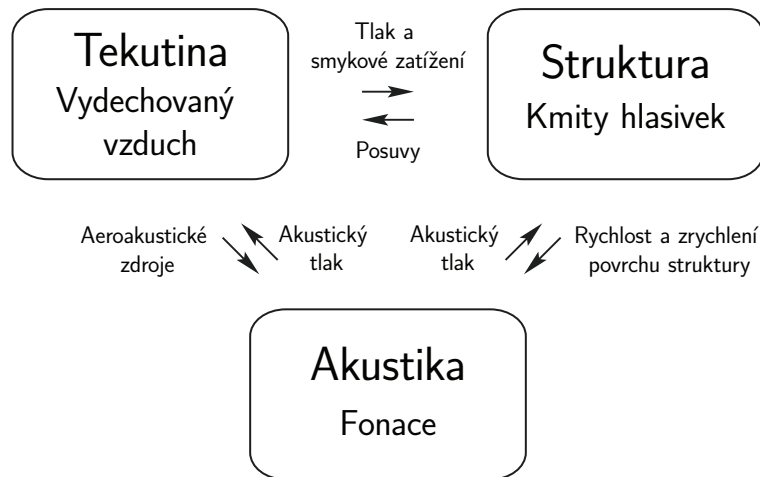 Tekutina
Vydechovaný
vzduch
Tlak a
smykové zatížení
Posuvy
Struktura
Kmity hlasivek
Aeroakustické
zdroje
Akustický
tlak
Akustický
tlak
Rychlost a zrychlení
povrchu struktury
Akustika
Fonace